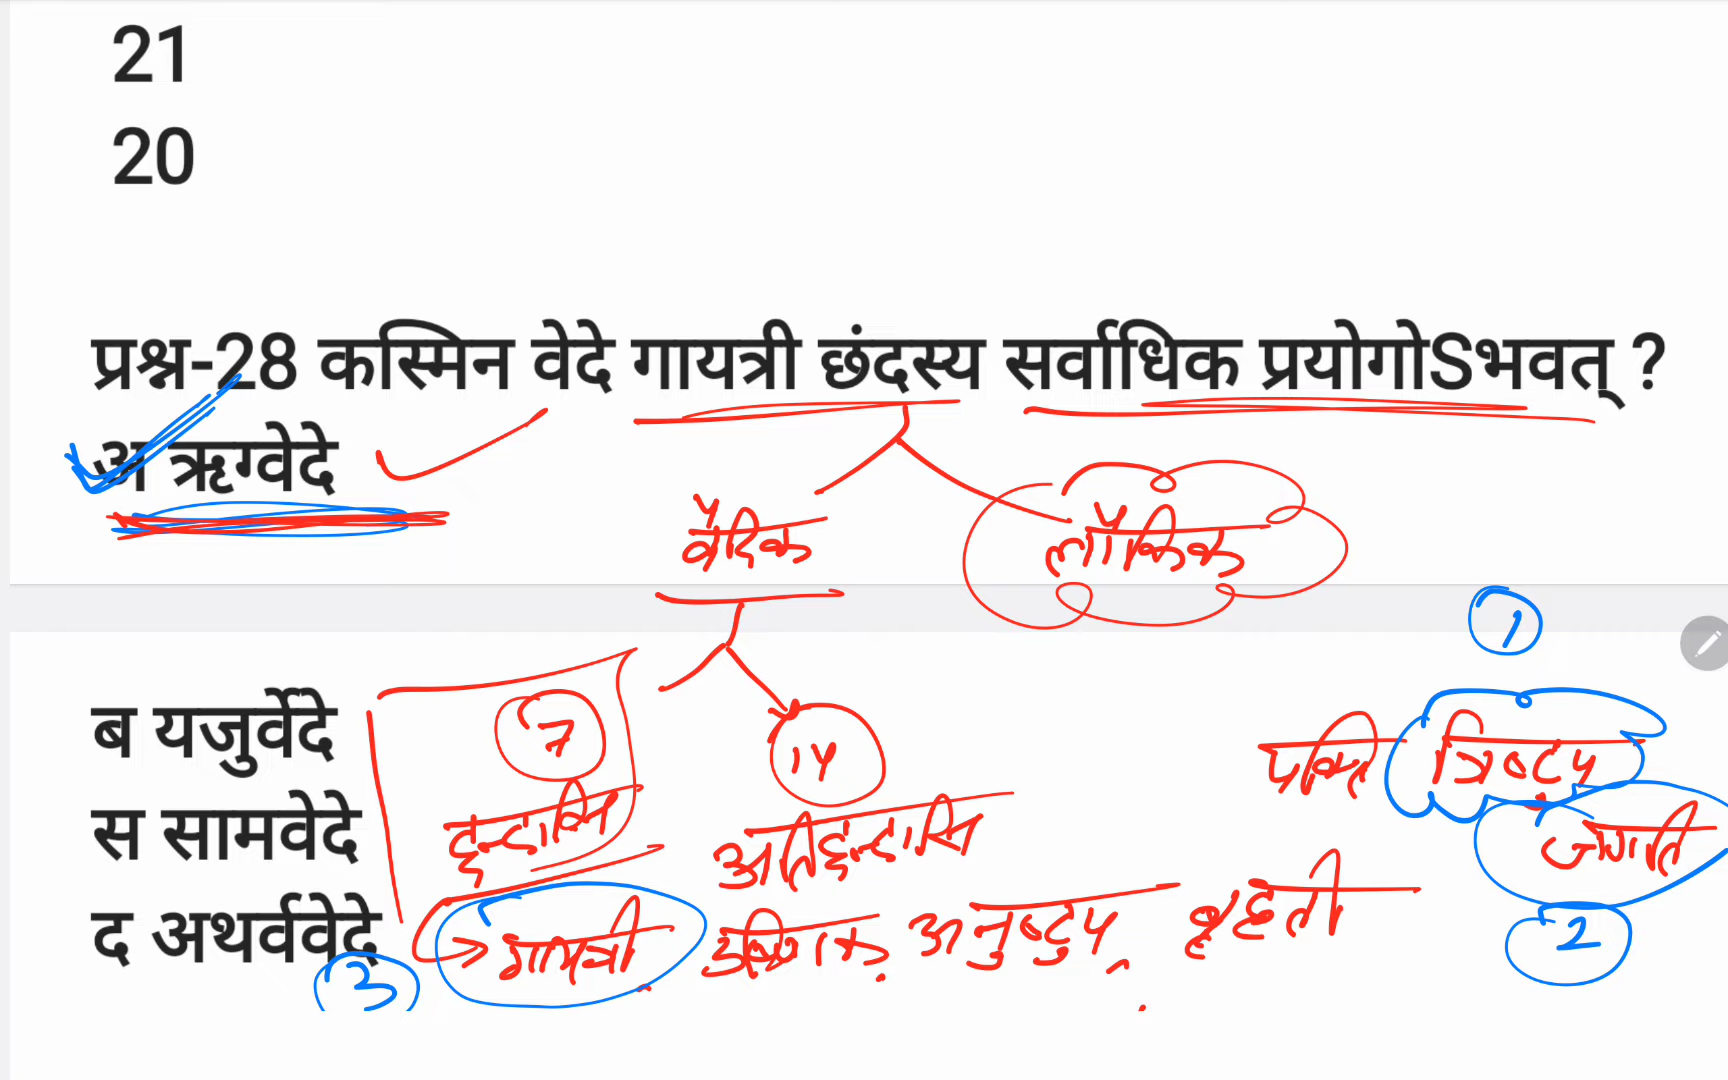 21
20
प्रश्न-28 कस्मिन वेदे गायत्री छंदस्य सर्वाधिक प्रयोगोSभवत् ?
अ ऋग्वेदे
वैदिक लौकिक
1
ब यजुर्वेदे
7 14 पंक्ति त्रिष्टुप
स सामवेदे
छन्दासि अतिछन्दासि जगति
द अथर्ववेदे
गायत्री उष्णिक अनुष्टुप बृहती
2
3